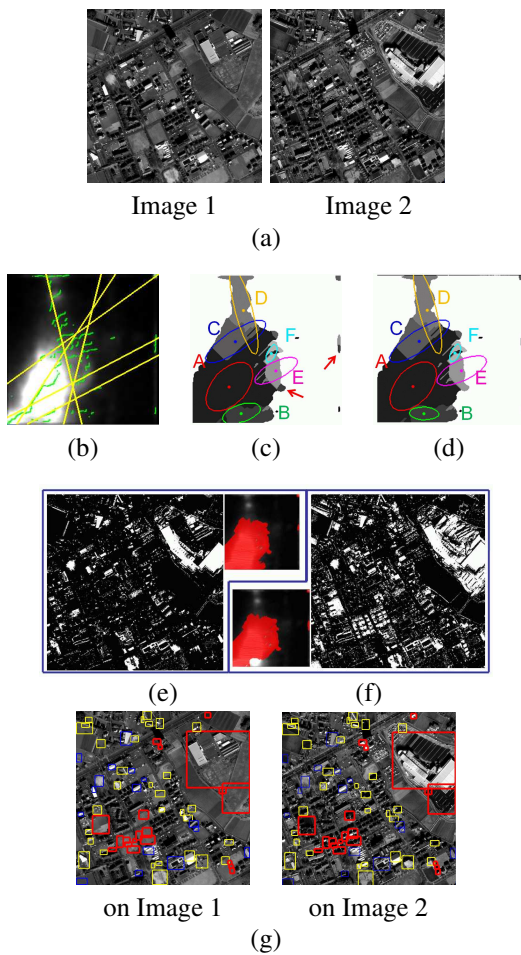 Image 1 Image 2
(a)
D
C
F
A
E
B
D
C
F
A
E
B
(b) (c) (d)
(e) (f)
on Image 1 on Image 2
(g)